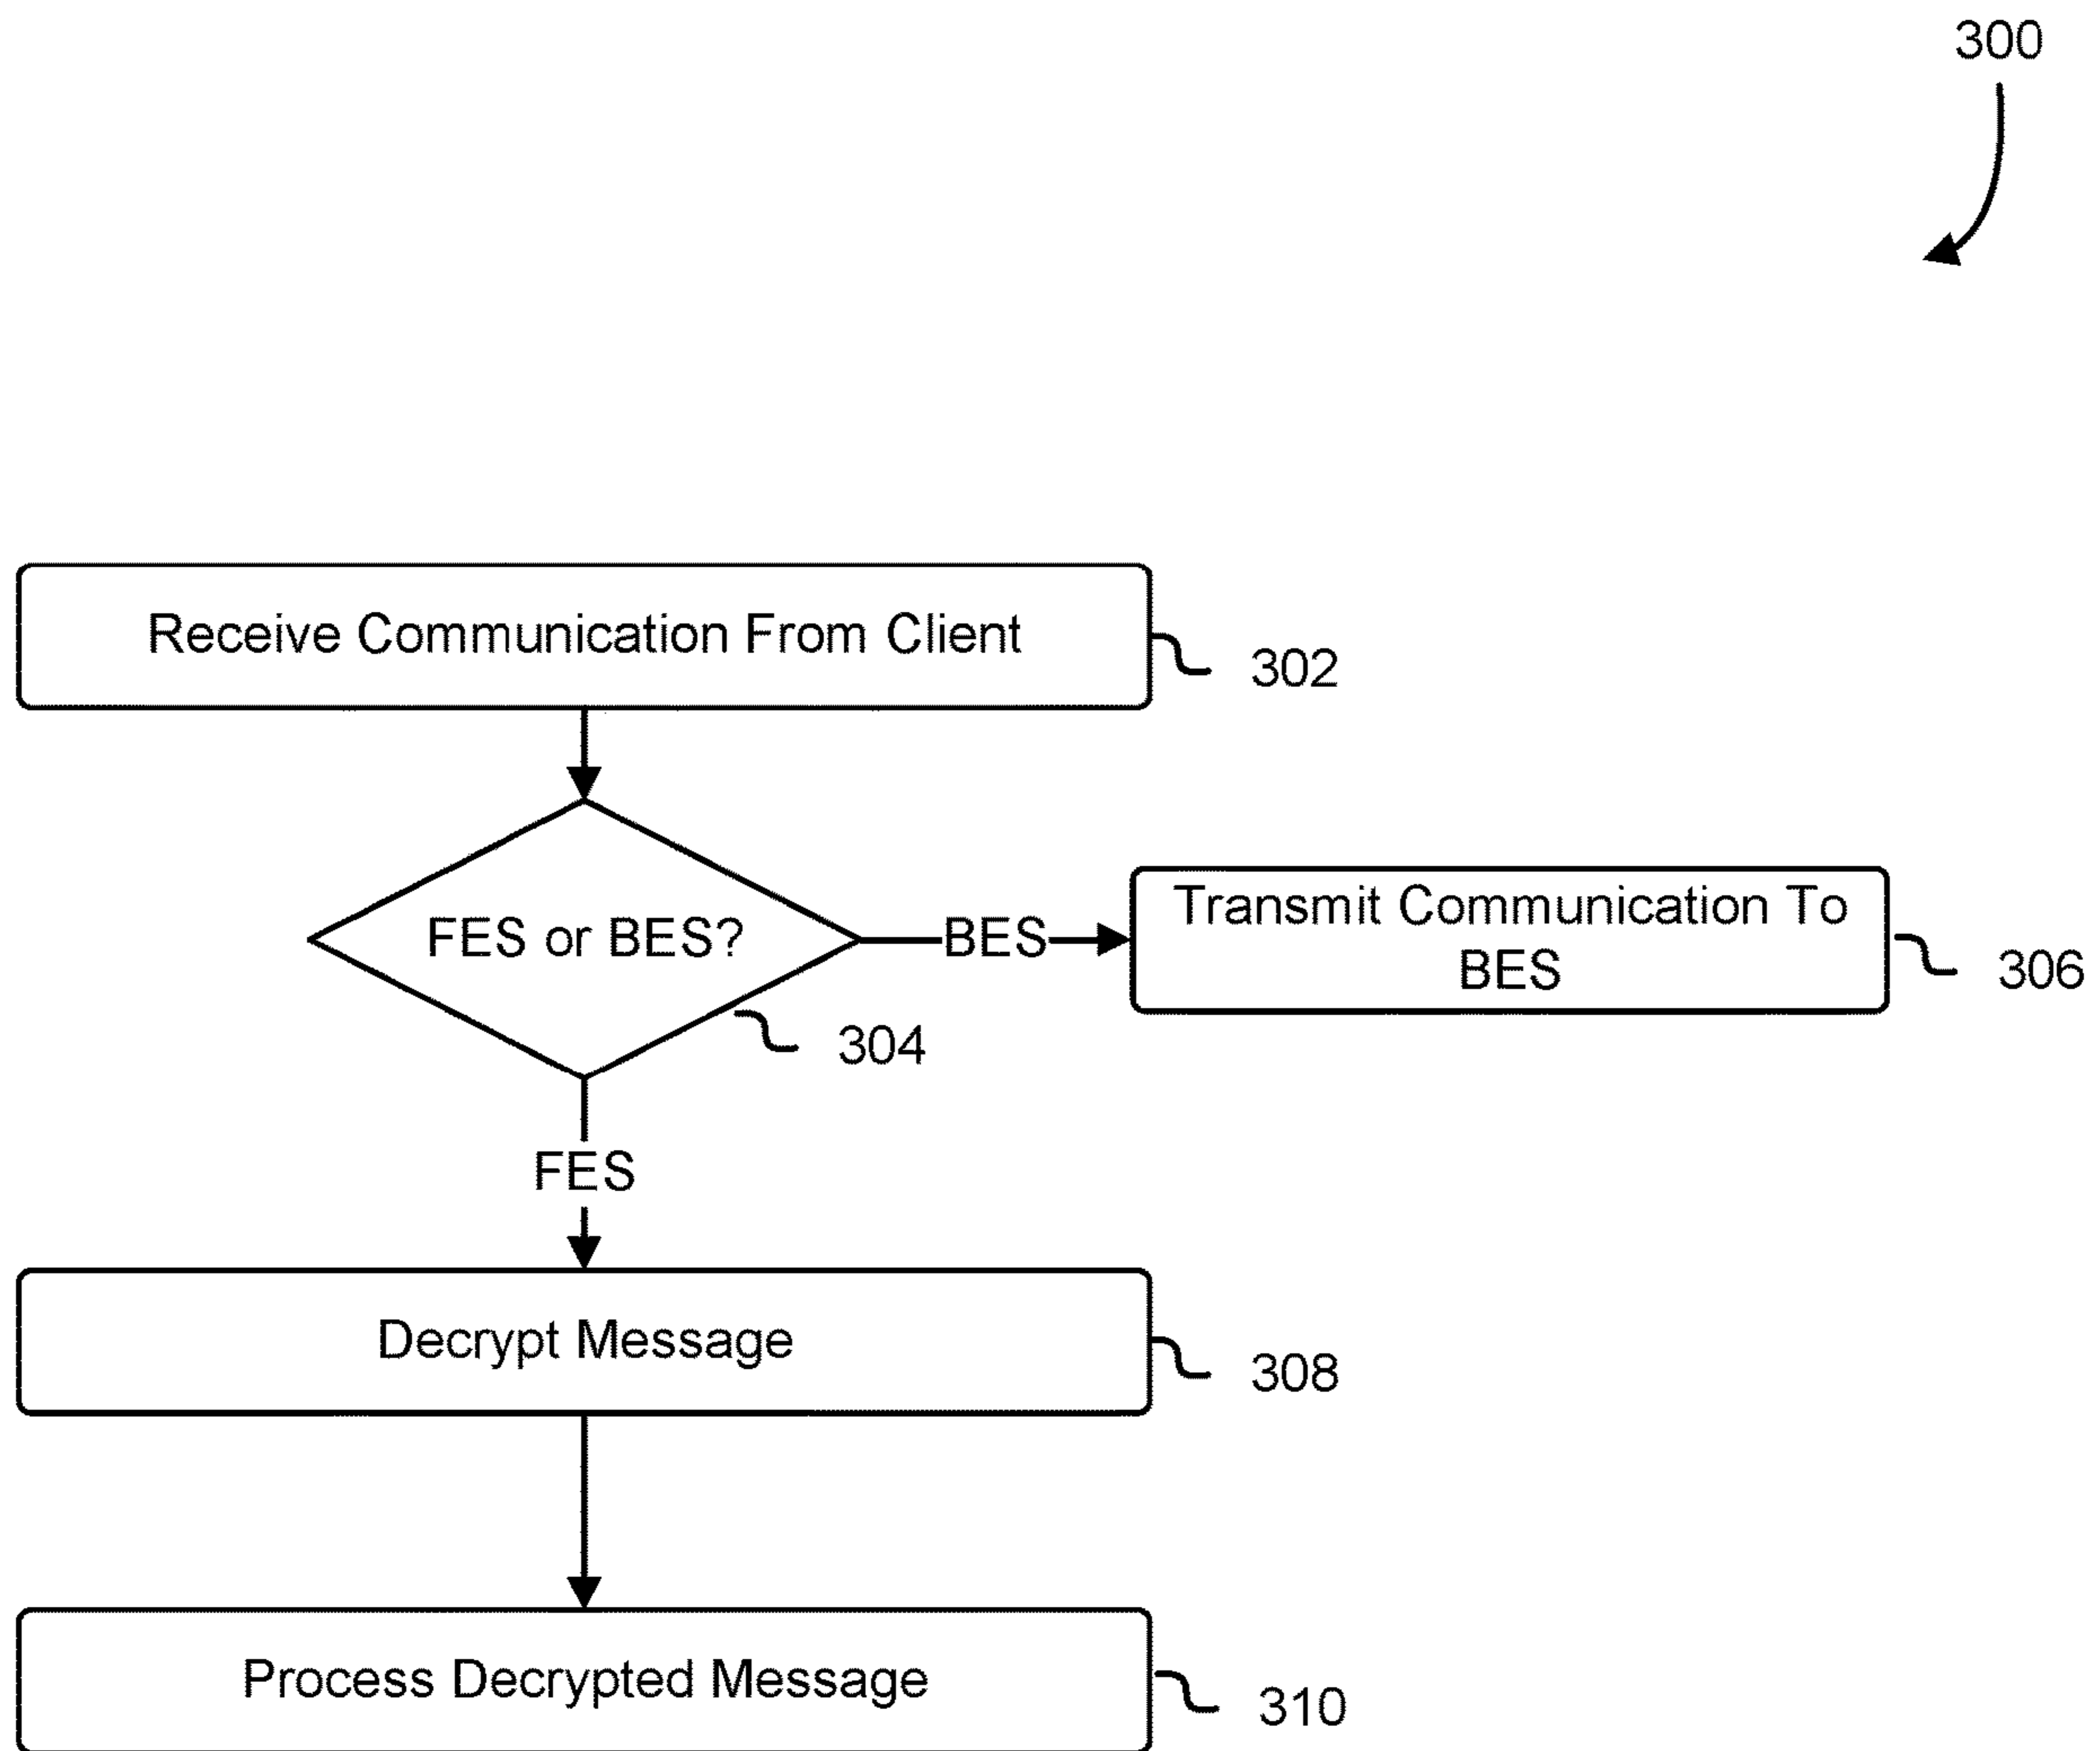 300
Receive Communication From Client
302
FES or BES?
BES
Transmit Communication To
BES
306
304
FES
Decrypt Message
308
Process Decrypted Message
310